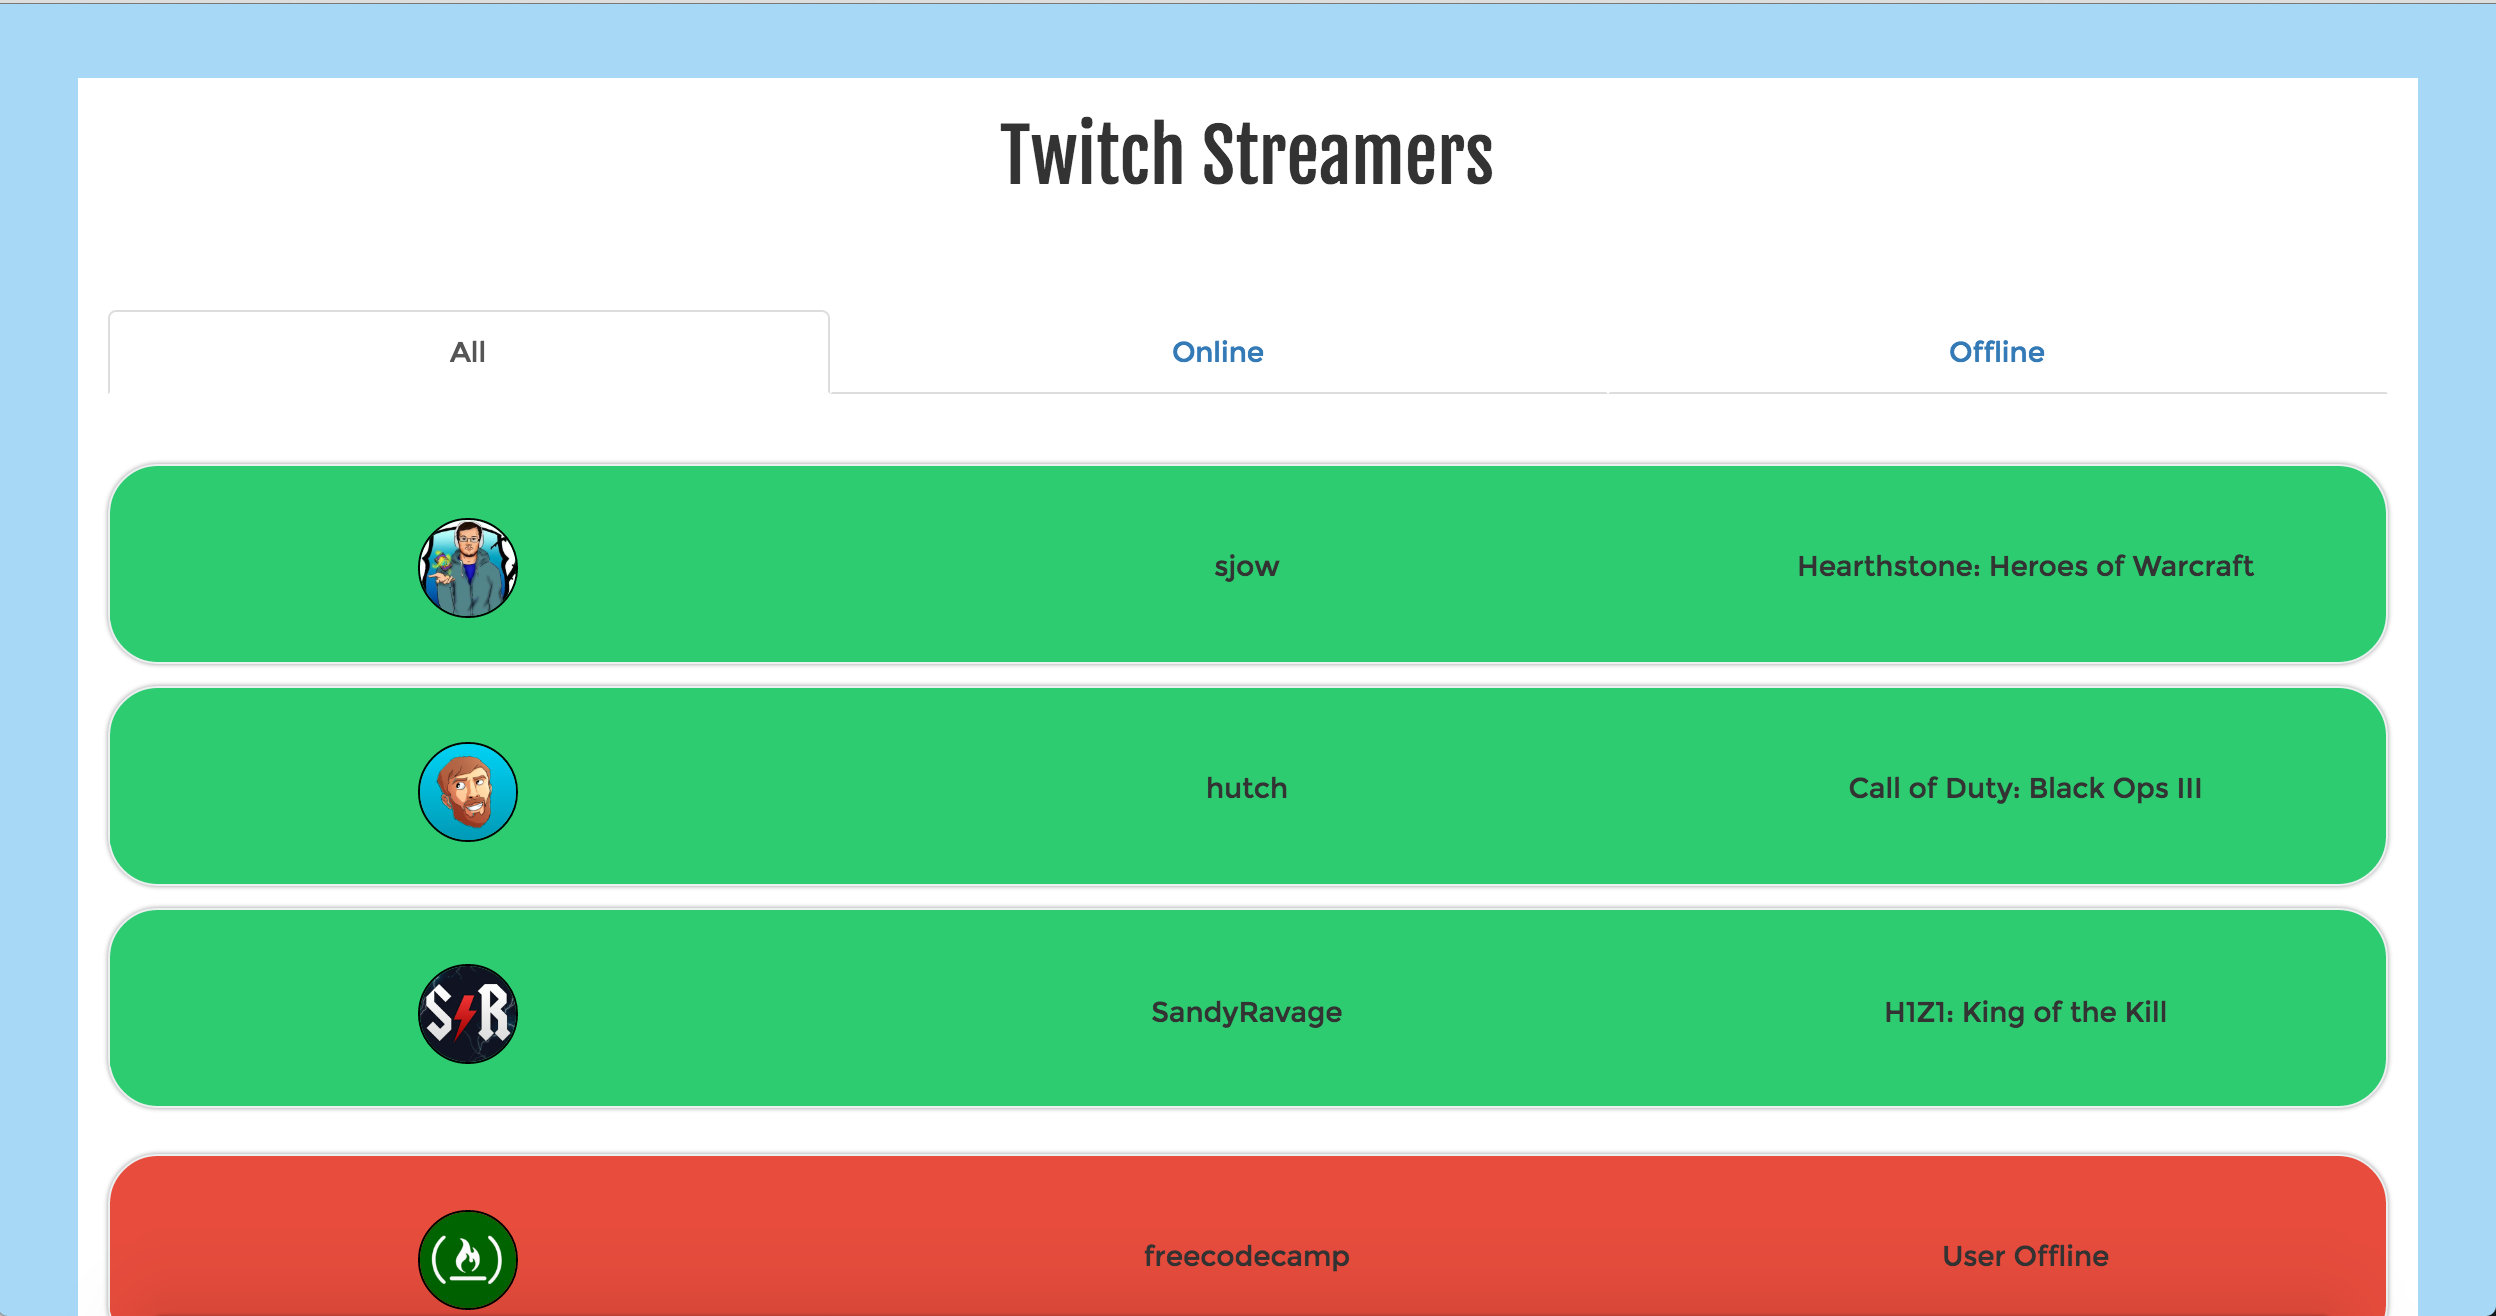 Twitch Streamers
All Online Offline
sjow Hearthstone: Heroes of Warcraft
hutch Call of Duty: Black Ops III
S R SandyRavage H1Z1: King of the Kill
freecodecamp User Offline